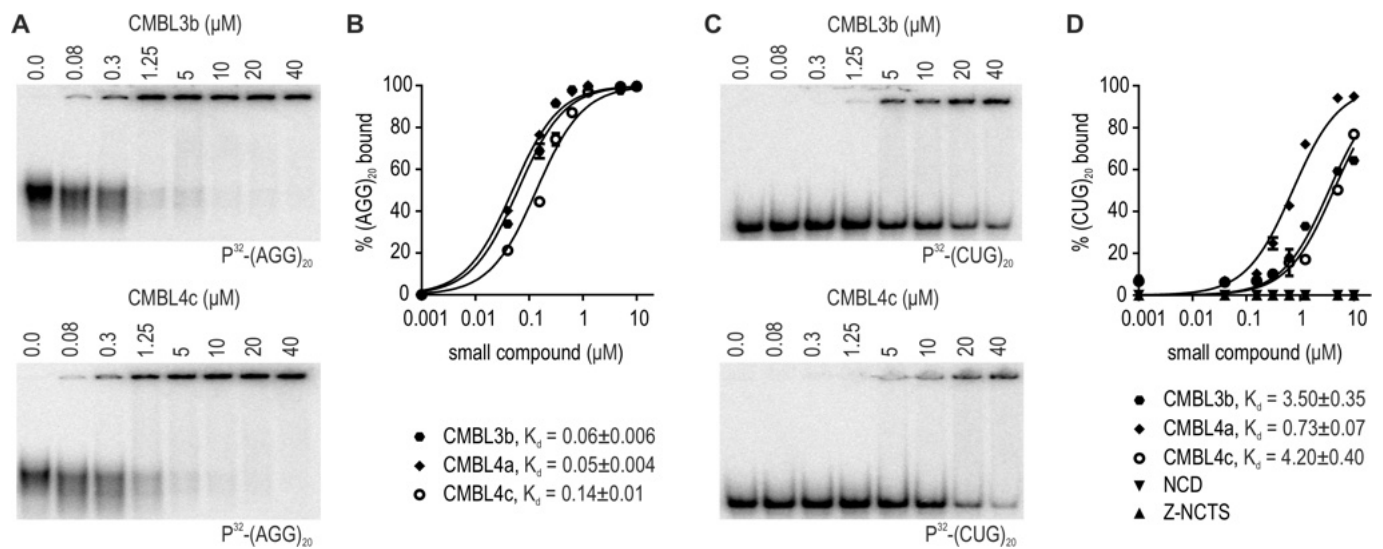 A
CMBL3b (µM)
0.0 0.08 0.3 1.25 5 10 20 40
P³²-(AGG)₂₀
CMBL4c (µM)
0.0 0.08 0.3 1.25 5 10 20 40
P³²-(AGG)₂₀
B
% (AGG)₂₀ bound
100
80
60
40
20
0
0.001 0.01 0.1 1 10
small compound (µM)
CMBL3b, Kd = 0.06±0.006
CMBL4a, Kd = 0.05±0.004
CMBL4c, Kd = 0.14±0.01
C
CMBL3b (µM)
0.0 0.08 0.3 1.25 5 10 20 40
P³²-(CUG)₂₀
CMBL4c (µM)
0.0 0.08 0.3 1.25 5 10 20 40
P³²-(CUG)₂₀
D
% (CUG)₂₀ bound
100
80
60
40
20
0
0.001 0.01 0.1 1 10
small compound (µM)
CMBL3b, Kd = 3.50±0.35
CMBL4a, Kd = 0.73±0.07
CMBL4c, Kd = 4.20±0.40
NCD
Z-NCTS